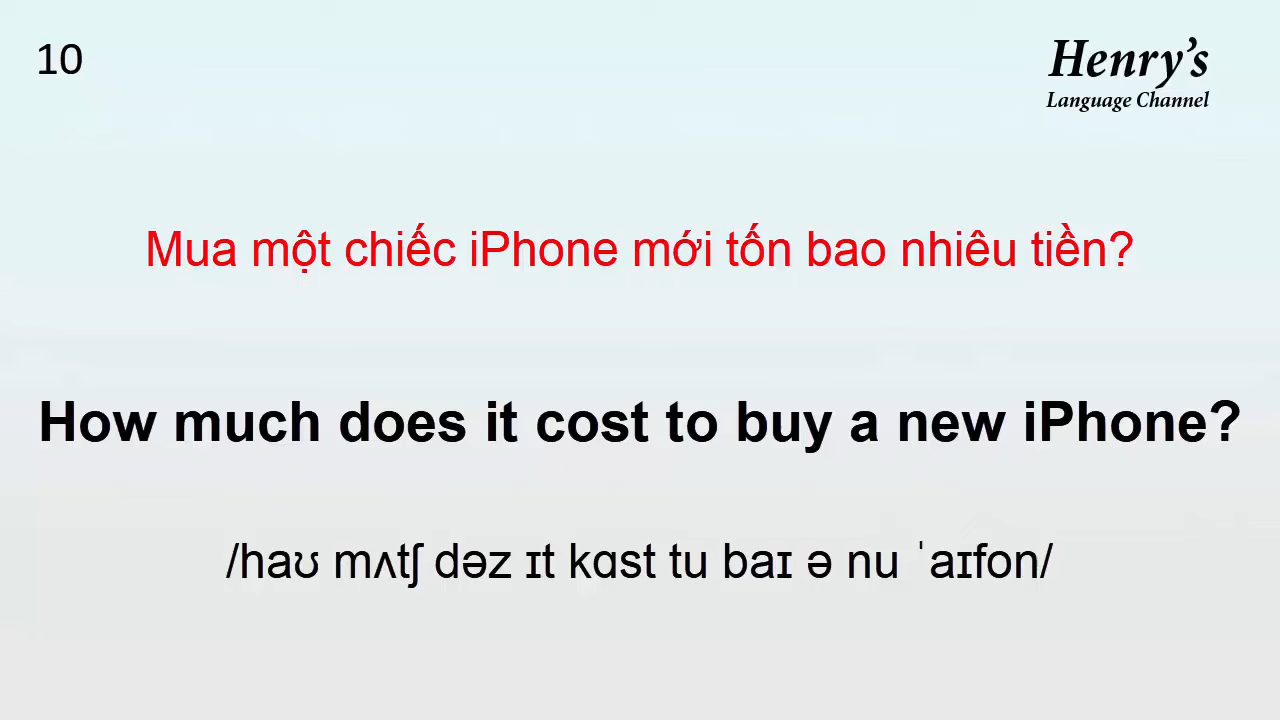 10
Henry’s
Language Channel
Mua một chiếc iPhone mới tốn bao nhiêu tiền?
How much does it cost to buy a new iPhone?
/haʊ mʌtʃ dəz ɪt kɑst tu baɪ ə nu ˈaɪfon/